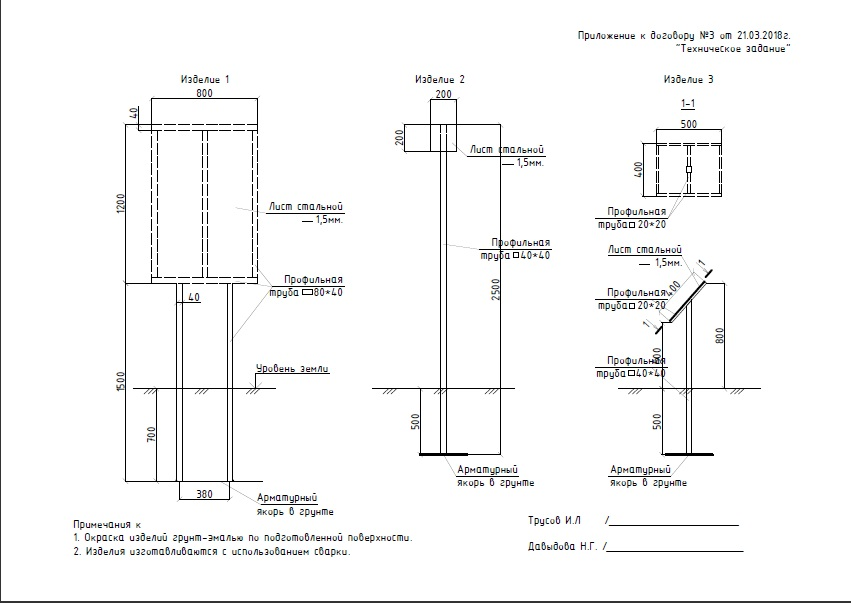 Приложение к договору №3 от 21.03.2018г.
"Техническое задание"
Изделие 1
800
40
1200
Лист стальной
1,5мм.
Профильная
труба 80*40
40
1500
Уровень земли
700
380
Арматурный
якорь в грунте
Изделие 2
200
200
Лист стальной
1,5мм.
Профильная
труба 40*40
2500
500
Арматурный
якорь в грунте
Изделие 3
1-1
500
400
Профильная
труба 20*20
Лист стальной
1,5мм.
1
400
Профильная
труба 20*20
1
800
Профильная
труба 40*40
500
Арматурный
якорь в грунте
Примечания к
1. Окраска изделий грунт-эмалью по подготовленной поверхности.
2. Изделия изготавливаются с использованием сварки.
Трусов И.Л /
Давыдова Н.Г. /